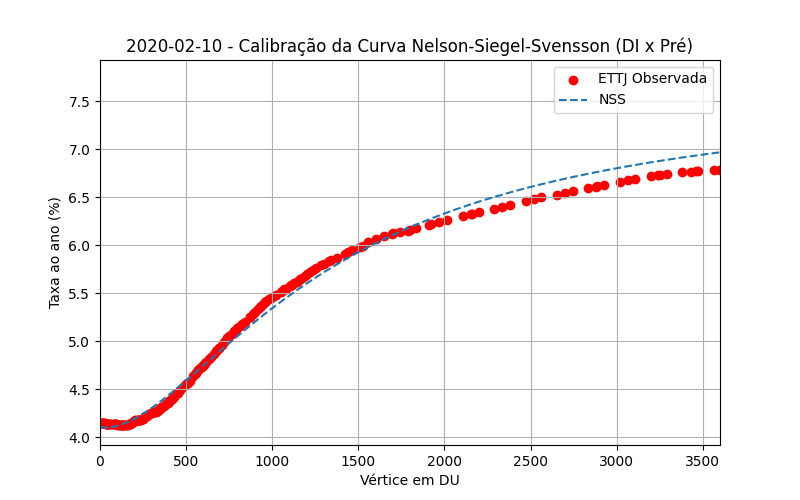 2020-02-10 - Calibração da Curva Nelson-Siegel-Svensson (DI x Pré)
ETTJ Observada
NSS
Taxa ao ano (%)
7.5
7.0
6.5
6.0
5.5
5.0
4.5
4.0
0 500 1000 1500 2000 2500 3000 3500
Vértice em DU